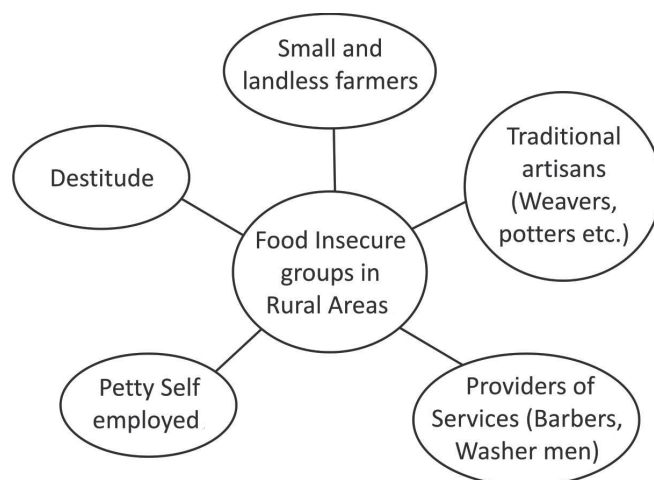 Small and
landless farmers
Traditional
artisans
(Weavers,
potters etc.)
Destitude
Food Insecure
groups in
Rural Areas
Petty Self
employed
Providers of
Services (Barbers,
Washer men)